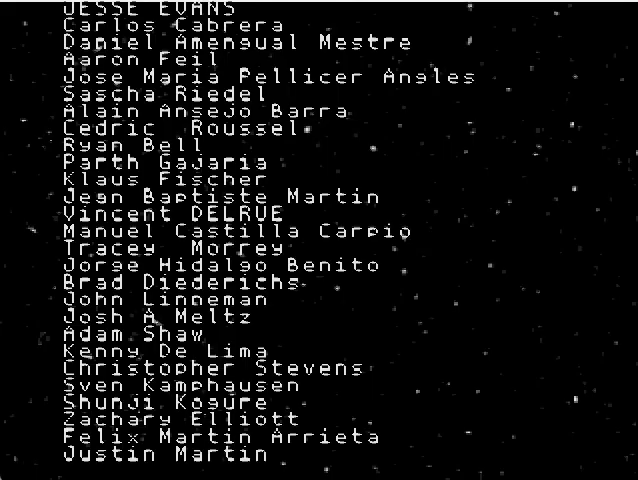 JESSE EVANS
Carlos Cabrera
Daniel Amengual Mestre
Aaron Feil
Jose Maria Pellicer Angles
Sascha Riedel
Alain Ansejo Barra
Cedric Roussel
Ryan Bell
Parth Gajaria
Klaus Fischer
Jean Baptiste Martin
Vincent DELRUE
Manuel Castilla Carpio
Tracey Morrey
Jorge Hidalgo Benito
Brad Diederichs
John Linneman
Josh A Meltz
Adam Shaw
Kenny De Lima
Christopher Stevens
Sven Kamphausen
Shunji Kogure
Zachary Elliott
Felix Martin Arrieta
Justin Martin